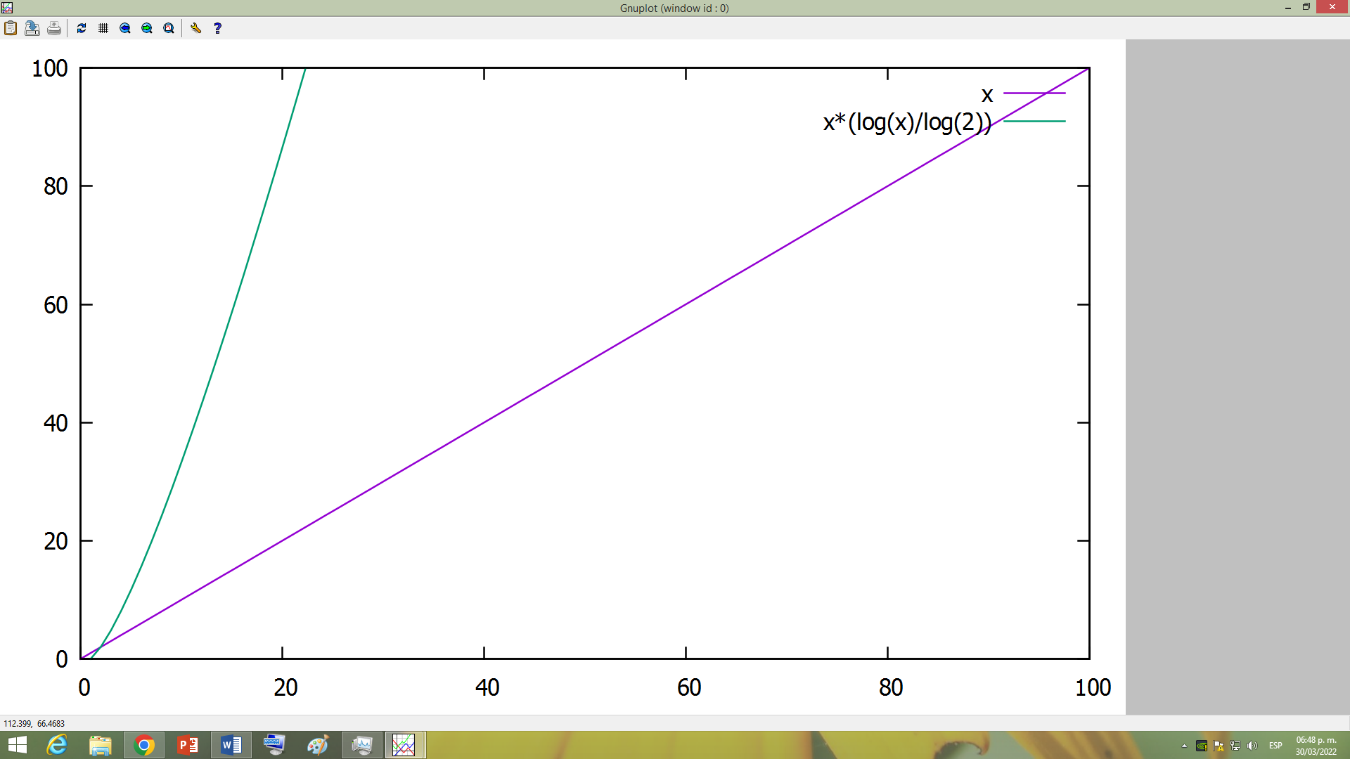 Gnuplot (window id : 0)
100
80
60
40
20
0
x
x*(log(x)/log(2))
0 20 40 60 80 100
112.399, 66.4683
ESP
06:48 p. m.
30/03/2022